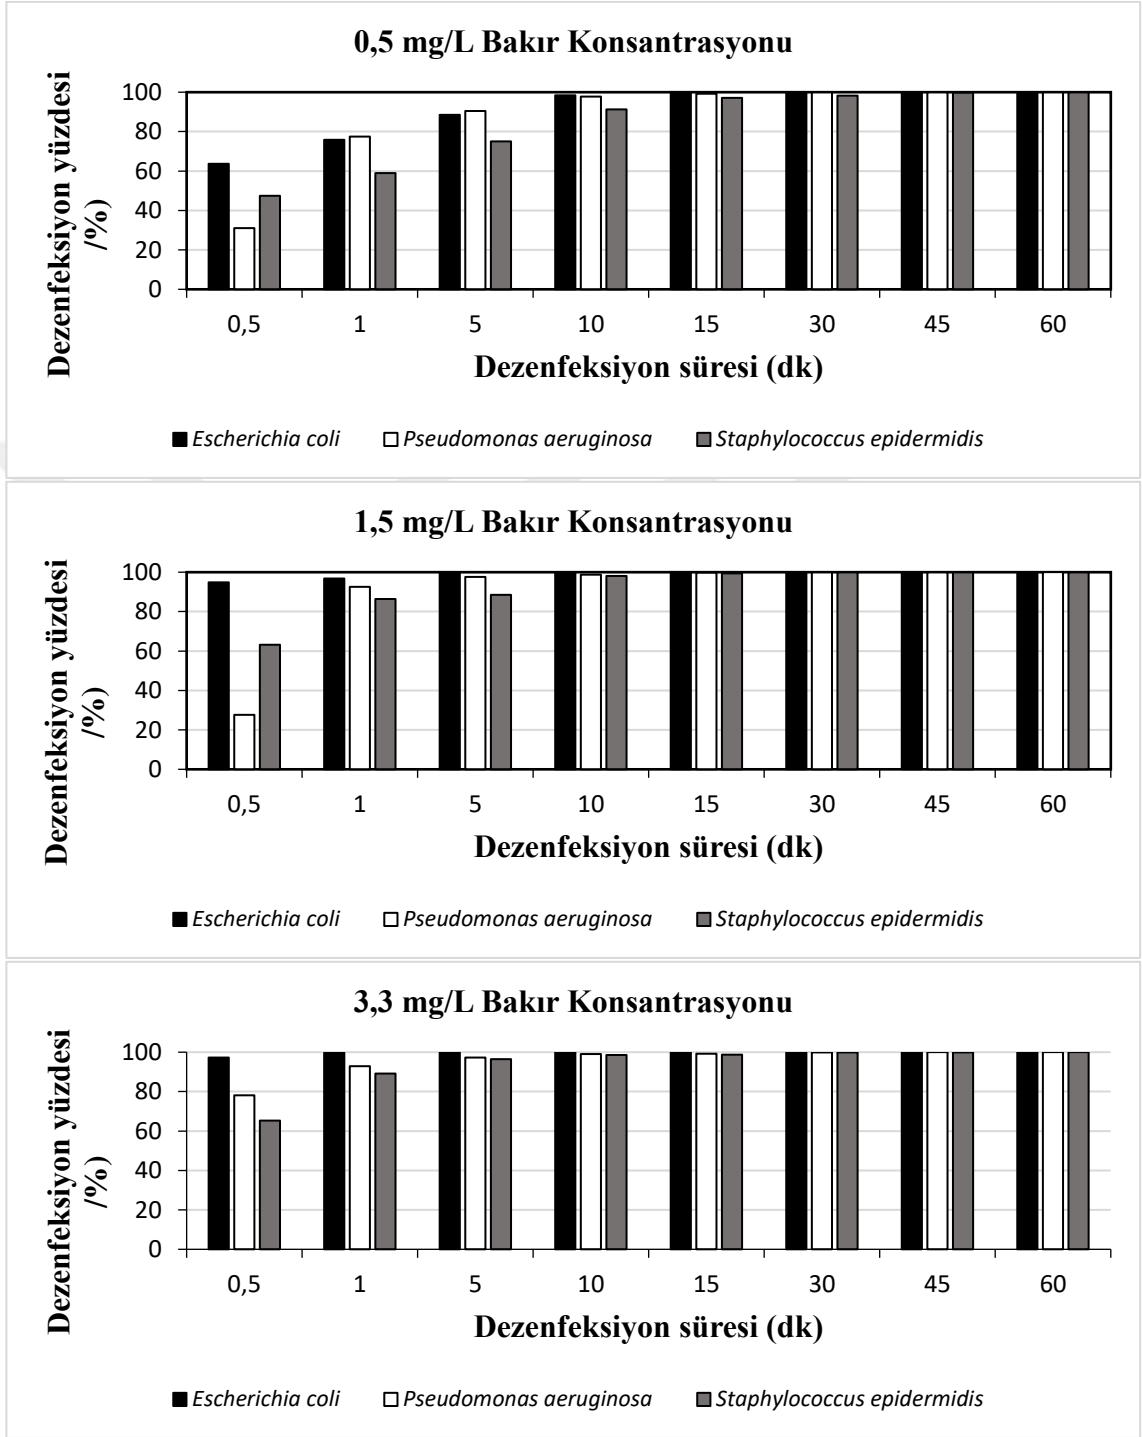 0,5 mg/L Bakır Konsantrasyonu
Dezenfeksiyon yüzdesi
/%)
100
80
60
40
20
0
0,5 1 5 10 15 30 45 60
Dezenfeksiyon süresi (dk)
Escherichia coli Pseudomonas aeruginosa Staphylococcus epidermidis
1,5 mg/L Bakır Konsantrasyonu
Dezenfeksiyon yüzdesi
/%)
100
80
60
40
20
0
0,5 1 5 10 15 30 45 60
Dezenfeksiyon süresi (dk)
Escherichia coli Pseudomonas aeruginosa Staphylococcus epidermidis
3,3 mg/L Bakır Konsantrasyonu
Dezenfeksiyon yüzdesi
/%)
100
80
60
40
20
0
0,5 1 5 10 15 30 45 60
Dezenfeksiyon süresi (dk)
Escherichia coli Pseudomonas aeruginosa Staphylococcus epidermidis